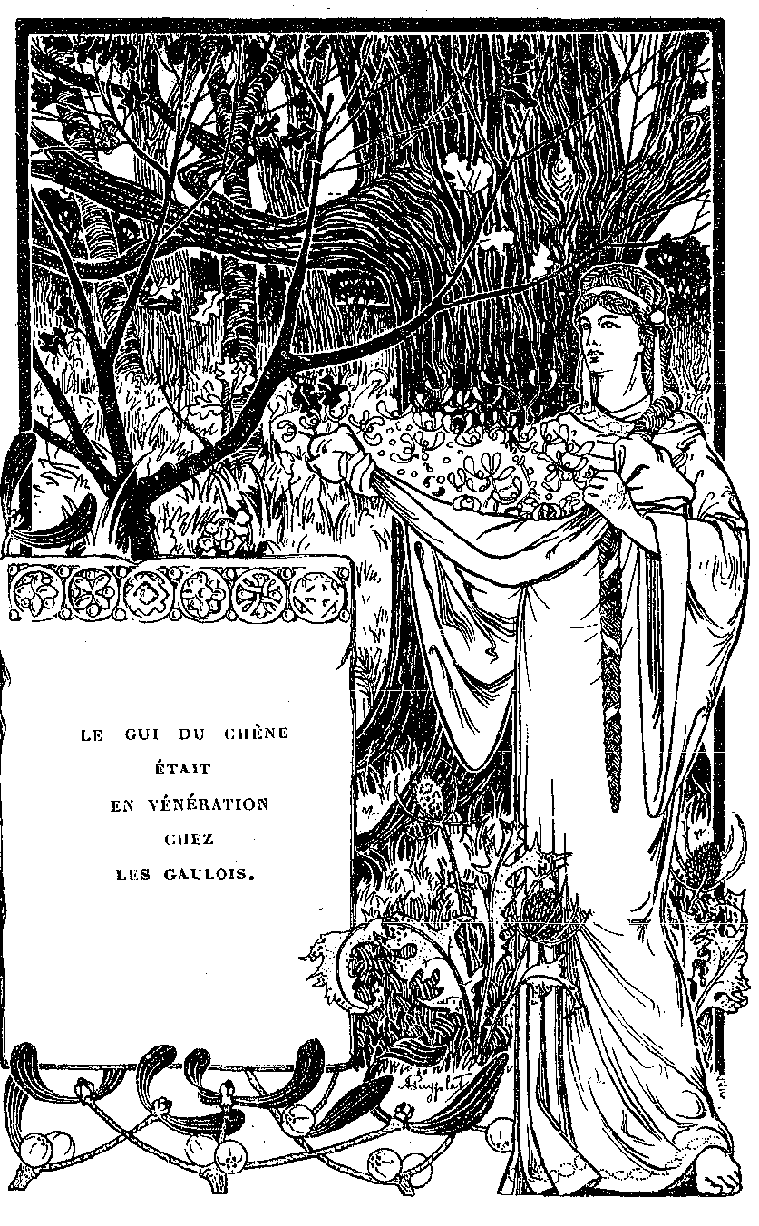 LE GUI DU CHÊNE
ÉTAIT
EN VÉNÉRATION
CHEZ
LES GAULOIS.